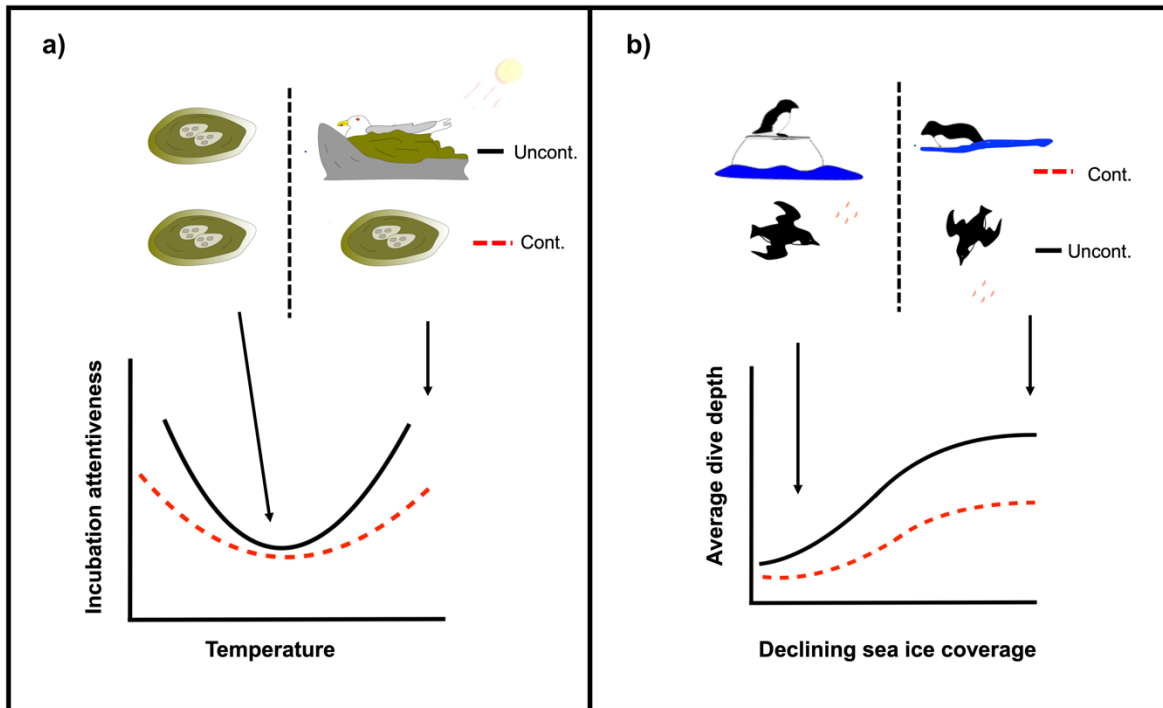 a)
Uncont.
Cont.
Incubation attentiveness
Temperature
b)
Cont.
Uncont.
Average dive depth
Declining sea ice coverage